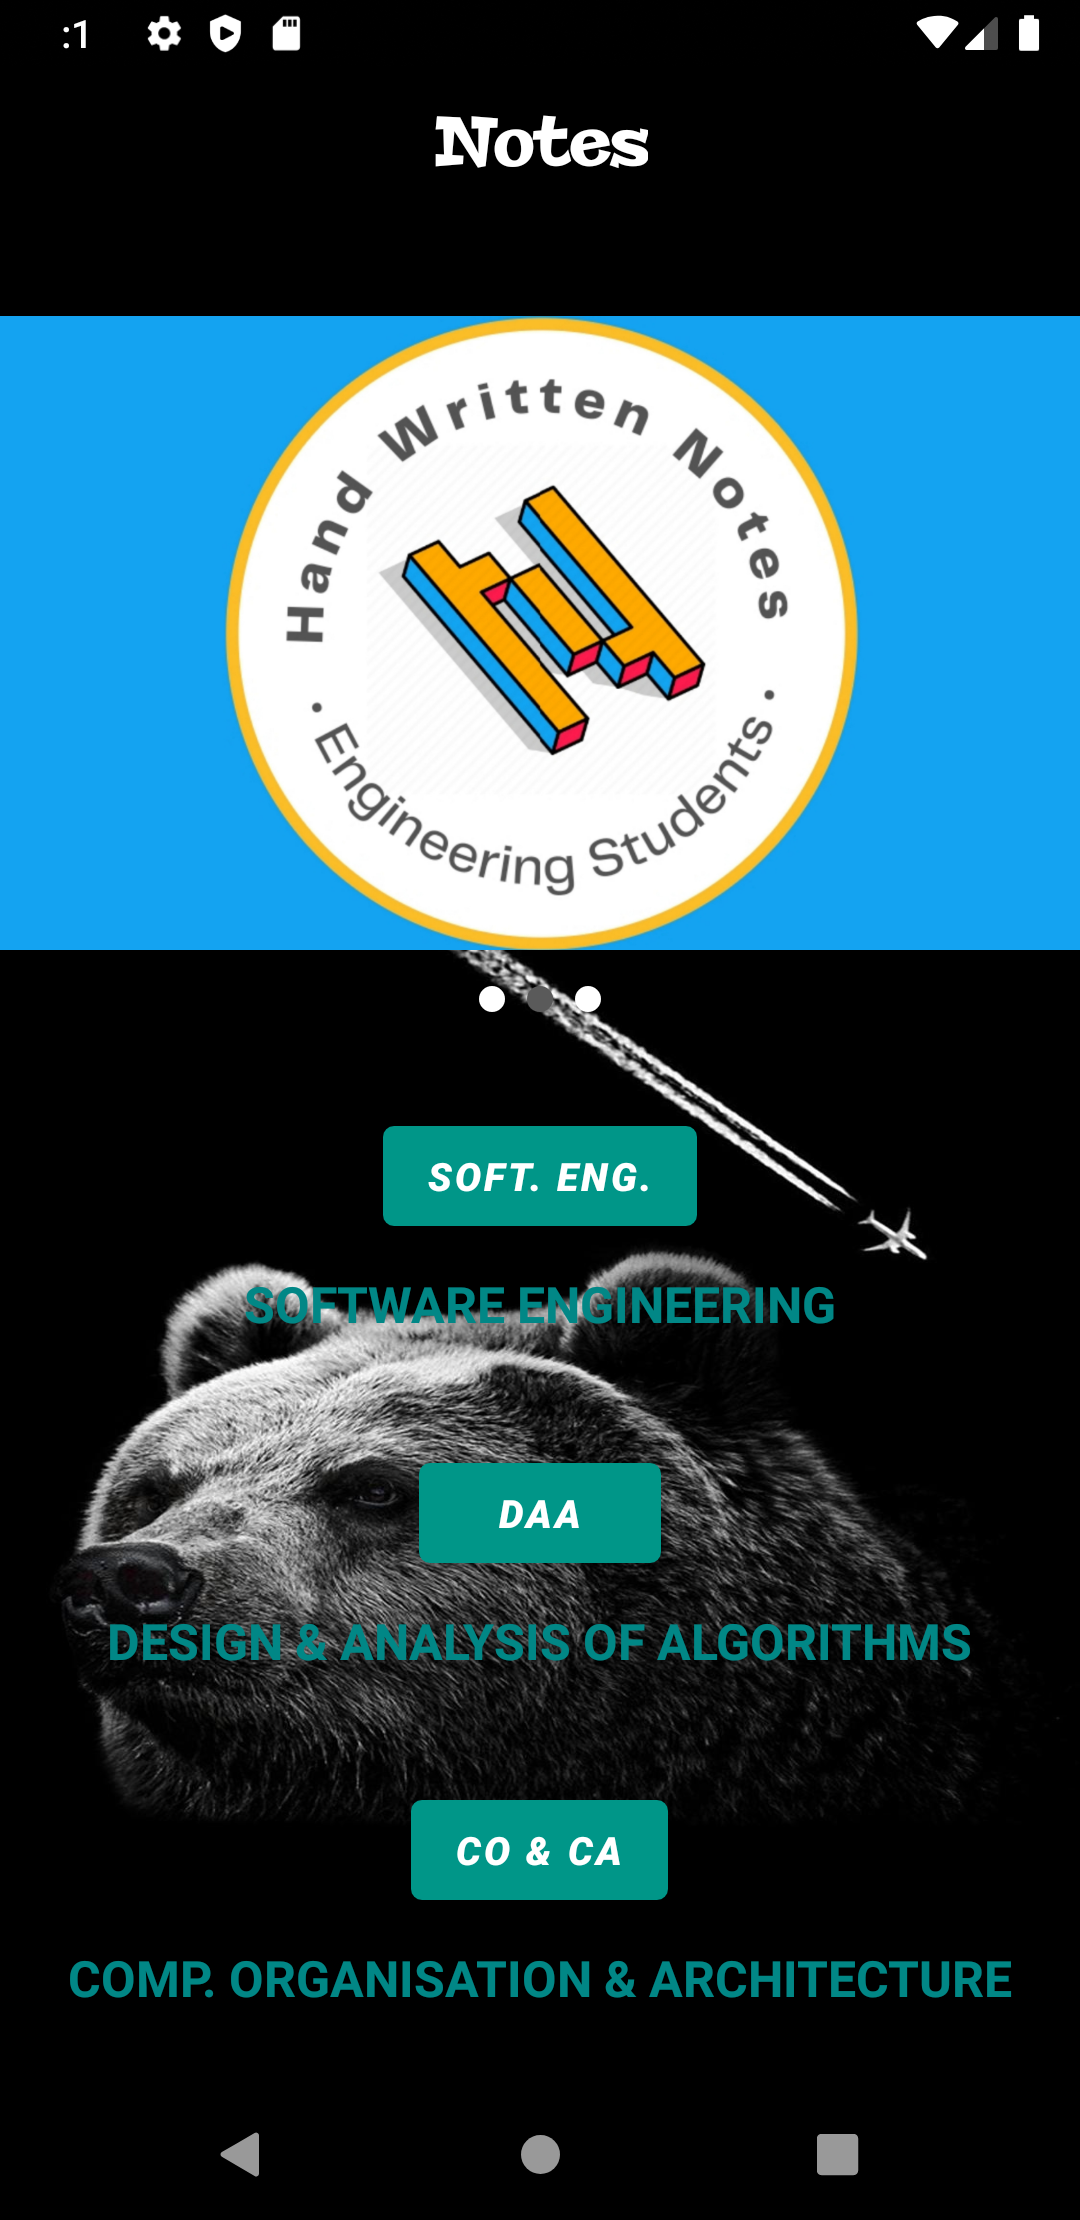 :1
Notes
Hand Written Notes
• Engineering Students •
SOFT. ENG.
SOFTWARE ENGINEERING
DAA
DESIGN & ANALYSIS OF ALGORITHMS
CO & CA
COMP. ORGANISATION & ARCHITECTURE